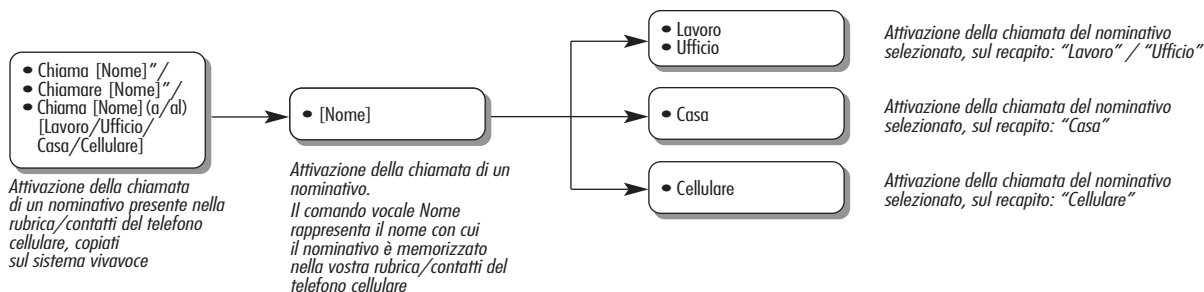 • Chiama [Nome]"/
• Chiamare [Nome]"/
• Chiama [Nome] (a/al)
[Lavoro/Ufficio/
Casa/Cellulare]
Attivazione della chiamata
di un nominativo presente nella
rubrica/contatti del telefono
cellulare, copiati
sul sistema vivavoce
• [Nome]
Attivazione della chiamata di un
nominativo.
Il comando vocale Nome
rappresenta il nome con cui
il nominativo è memorizzato
nella vostra rubrica/contatti del
telefono cellulare
• Lavoro
• Ufficio
Attivazione della chiamata del nominativo
selezionato, sul recapito: "Lavoro" / "Ufficio"
• Casa
Attivazione della chiamata del nominativo
selezionato, sul recapito: "Casa"
• Cellulare
Attivazione della chiamata del nominativo
selezionato, sul recapito: "Cellulare"